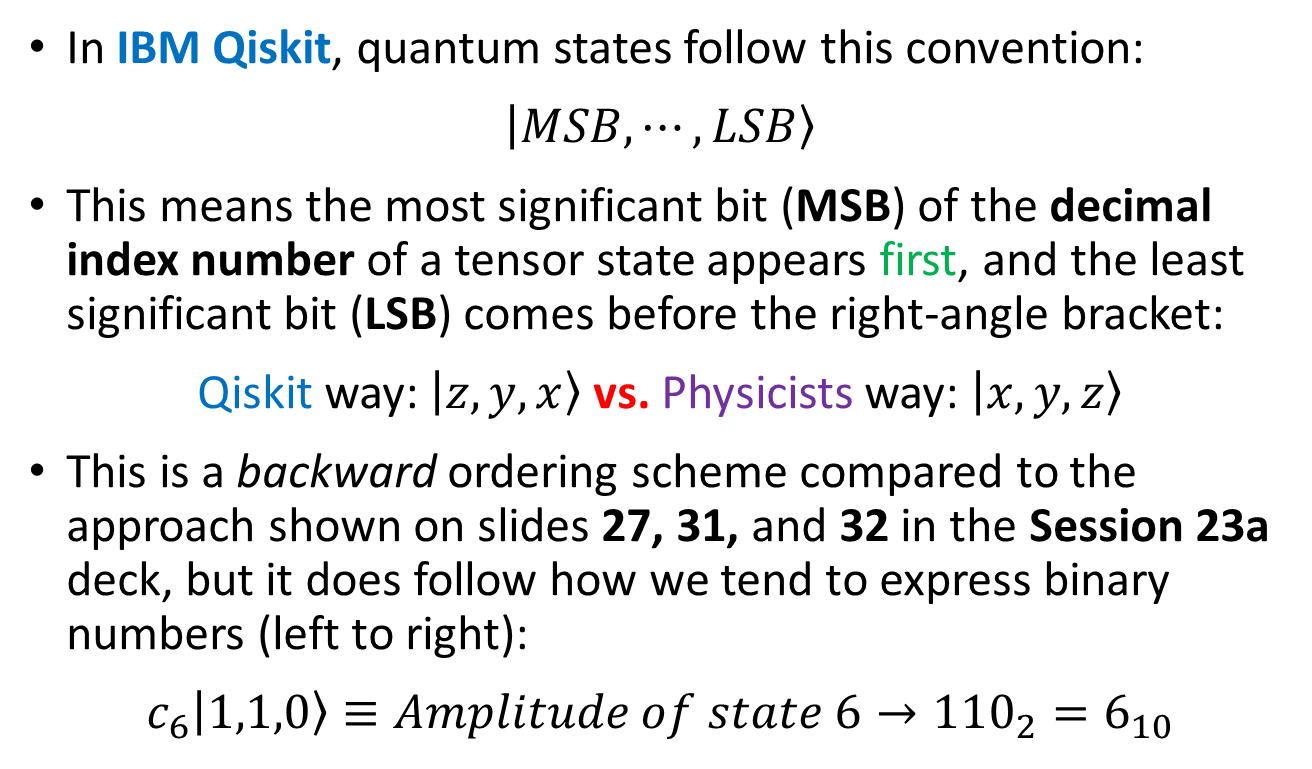 • In IBM Qiskit, quantum states follow this convention:
|MSB, ⋯ , LSB⟩
• This means the most significant bit (MSB) of the decimal
index number of a tensor state appears first, and the least
significant bit (LSB) comes before the right-angle bracket:
Qiskit way: |z, y, x⟩ vs. Physicists way: |x, y, z⟩
• This is a backward ordering scheme compared to the
approach shown on slides 27, 31, and 32 in the Session 23a
deck, but it does follow how we tend to express binary
numbers (left to right):
c₆|1,1,0⟩ ≡ Amplitude of state 6 → 110₂ = 6₁₀